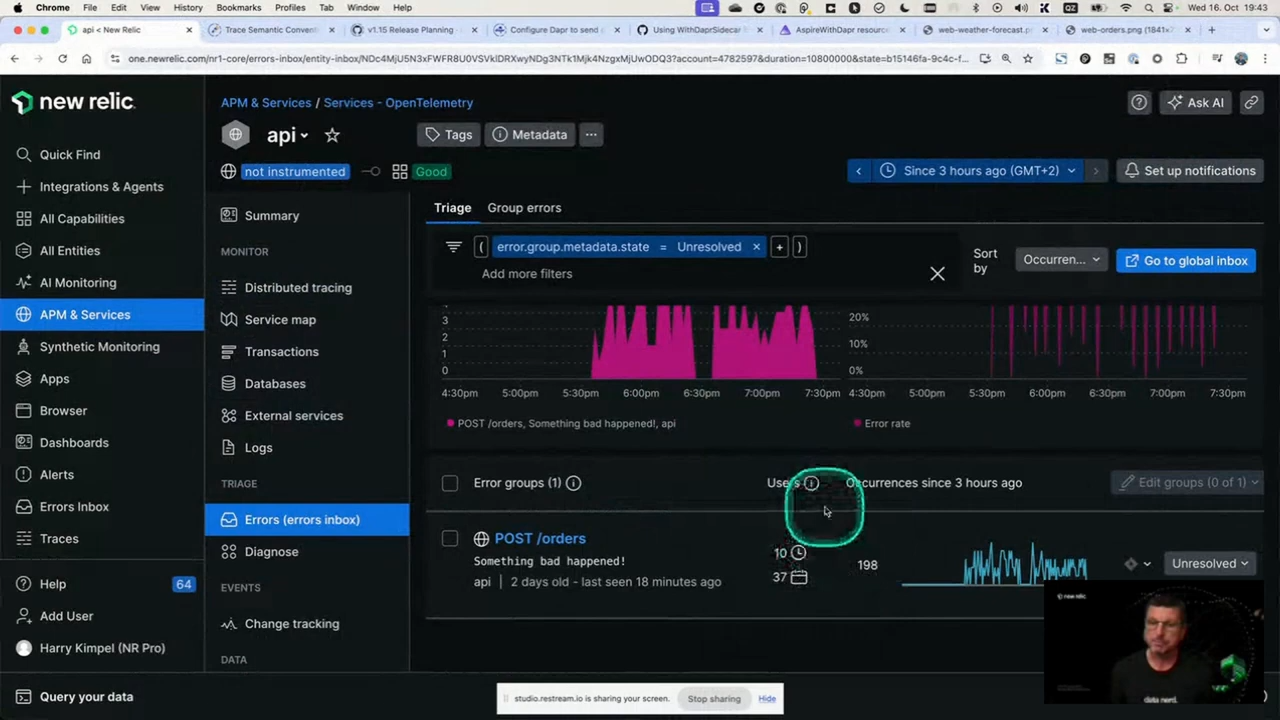 Chrome File Edit View History Bookmarks Profiles Tab Window Help QZ Wed 16. Oct 19:43
api < New Relic
Trace Semantic Conventi
v1.15 Release Planning
Configure Dapr to send
Using WithDaprSidecar
AspireWithDapr resource
web-weather-forecast.p
web-orders.png (1841×
one.newrelic.com/nr1-core/errors-inbox/entity-inbox/NDc4MjU5N3xFWFR8U0VSVklDRXwyNDg3NTk1Mjk4NzgxMjUwODQ3?account=4782597&duration=10800000&state=b15146fa-9c4c-f...
new relic
APM & Services / Services - OpenTelemetry
Ask AI
api
Tags
Metadata
...
not instrumented
Good
Since 3 hours ago (GMT+2)
Set up notifications
Quick Find
Integrations & Agents
All Capabilities
All Entities
AI Monitoring
APM & Services
Synthetic Monitoring
Apps
Browser
Dashboards
Alerts
Errors Inbox
Traces
Help 64
Add User
Harry Kimpel (NR Pro)
Query your data
Summary
MONITOR
Distributed tracing
Service map
Transactions
Databases
External services
Logs
TRIAGE
Errors (errors inbox)
Diagnose
EVENTS
Change tracking
DATA
Triage
Group errors
( error.group.metadata.state = Unresolved × + )
Add more filters
Sort by
Occurren...
Go to global inbox
3
2
1
0
4:30pm 5:00pm 5:30pm 6:00pm 6:30pm 7:00pm 7:30pm
POST /orders, Something bad happened!, api
20%
10%
0%
4:30pm 5:00pm 5:30pm 6:00pm 6:30pm 7:00pm 7:30pm
Error rate
Error groups (1)
Users
Occurrences since 3 hours ago
Edit groups (0 of 1)
POST /orders
Something bad happened!
api | 2 days old - last seen 18 minutes ago
10
37
198
Unresolved
new relic
data nerd.
studio.restream.io is sharing your screen.
Stop sharing
Hide